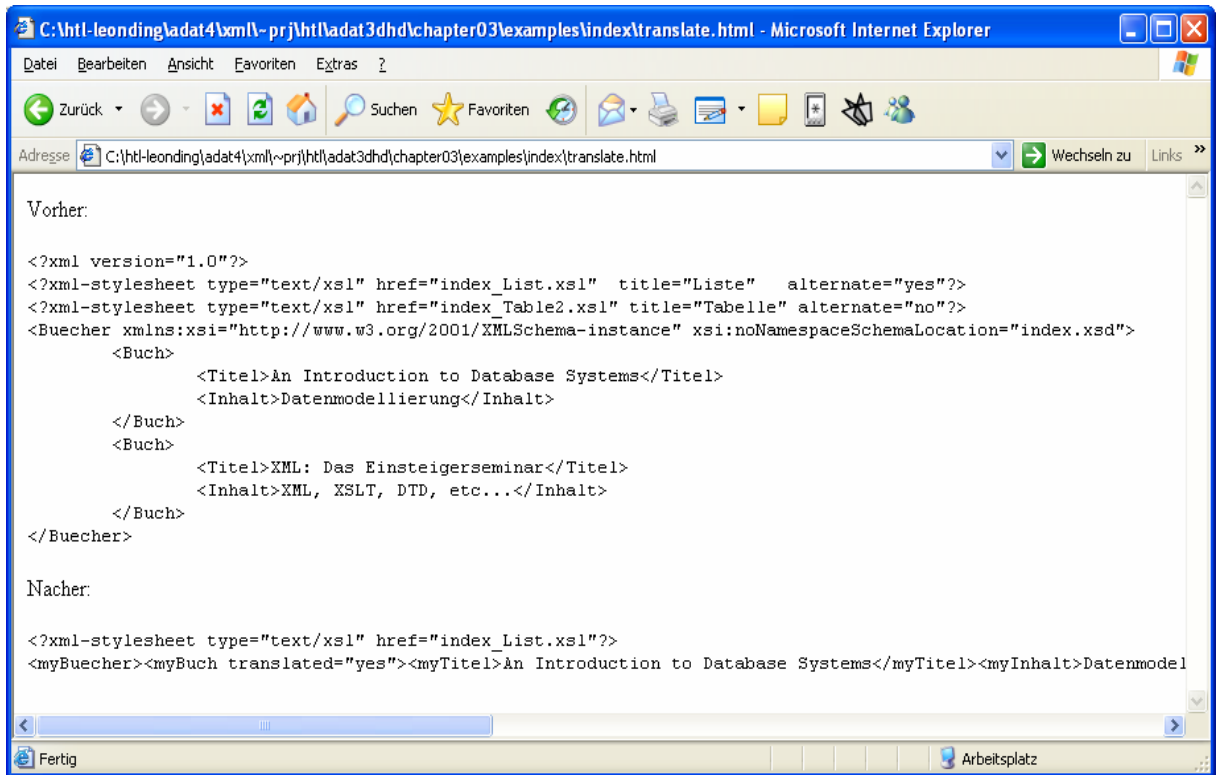 C:\htl-leonding\adat4\xml\~prj\htl\adat3dhd\chapter03\examples\index\translate.html - Microsoft Internet Explorer
Datei Bearbeiten Ansicht Favoriten Extras ?
Zurück Suchen Favoriten
Adresse C:\htl-leonding\adat4\xml\~prj\htl\adat3dhd\chapter03\examples\index\translate.html Wechseln zu Links »
Vorher:
<?xml version="1.0"?>
<?xml-stylesheet type="text/xsl" href="index_List.xsl"  title="Liste"   alternate="yes"?>
<?xml-stylesheet type="text/xsl" href="index_Table2.xsl" title="Tabelle" alternate="no"?>
<Buecher xmlns:xsi="http://www.w3.org/2001/XMLSchema-instance" xsi:noNamespaceSchemaLocation="index.xsd">
<Buch>
<Titel>An Introduction to Database Systems</Titel>
<Inhalt>Datenmodellierung</Inhalt>
</Buch>
<Buch>
<Titel>XML: Das Einsteigerseminar</Titel>
<Inhalt>XML, XSLT, DTD, etc...</Inhalt>
</Buch>
</Buecher>
Nacher:
<?xml-stylesheet type="text/xsl" href="index_List.xsl"?>
<myBuecher><myBuch translated="yes"><myTitel>An Introduction to Database Systems</myTitel><myInhalt>Datenmodel
Fertig Arbeitsplatz